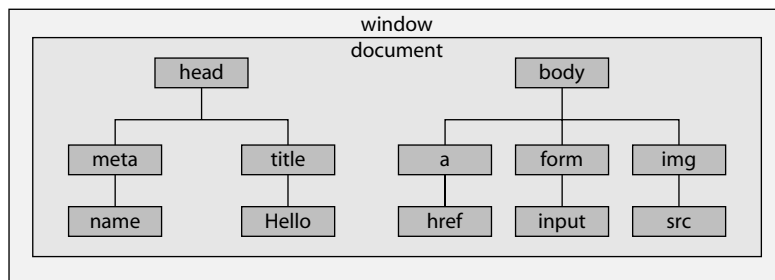 window
document
head
body
meta
title
a
form
img
name
Hello
href
input
src